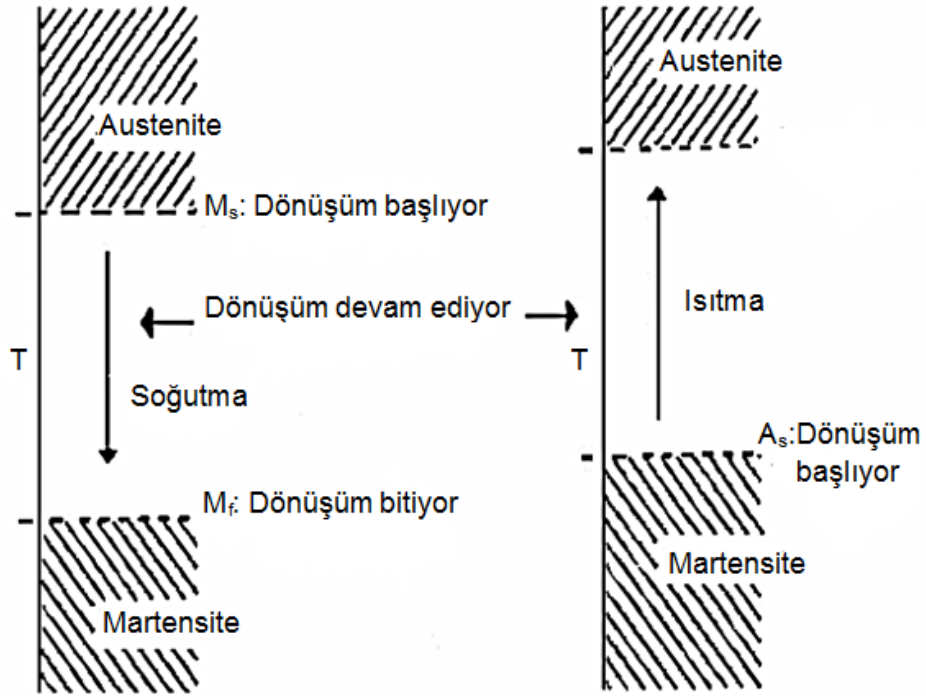 Austenite
Austenite
Ms: Dönüşüm başlıyor
Dönüşüm devam ediyor
Isıtma
T
T
Soğutma
As:Dönüşüm
başlıyor
Mf: Dönüşüm bitiyor
Martensite
Martensite